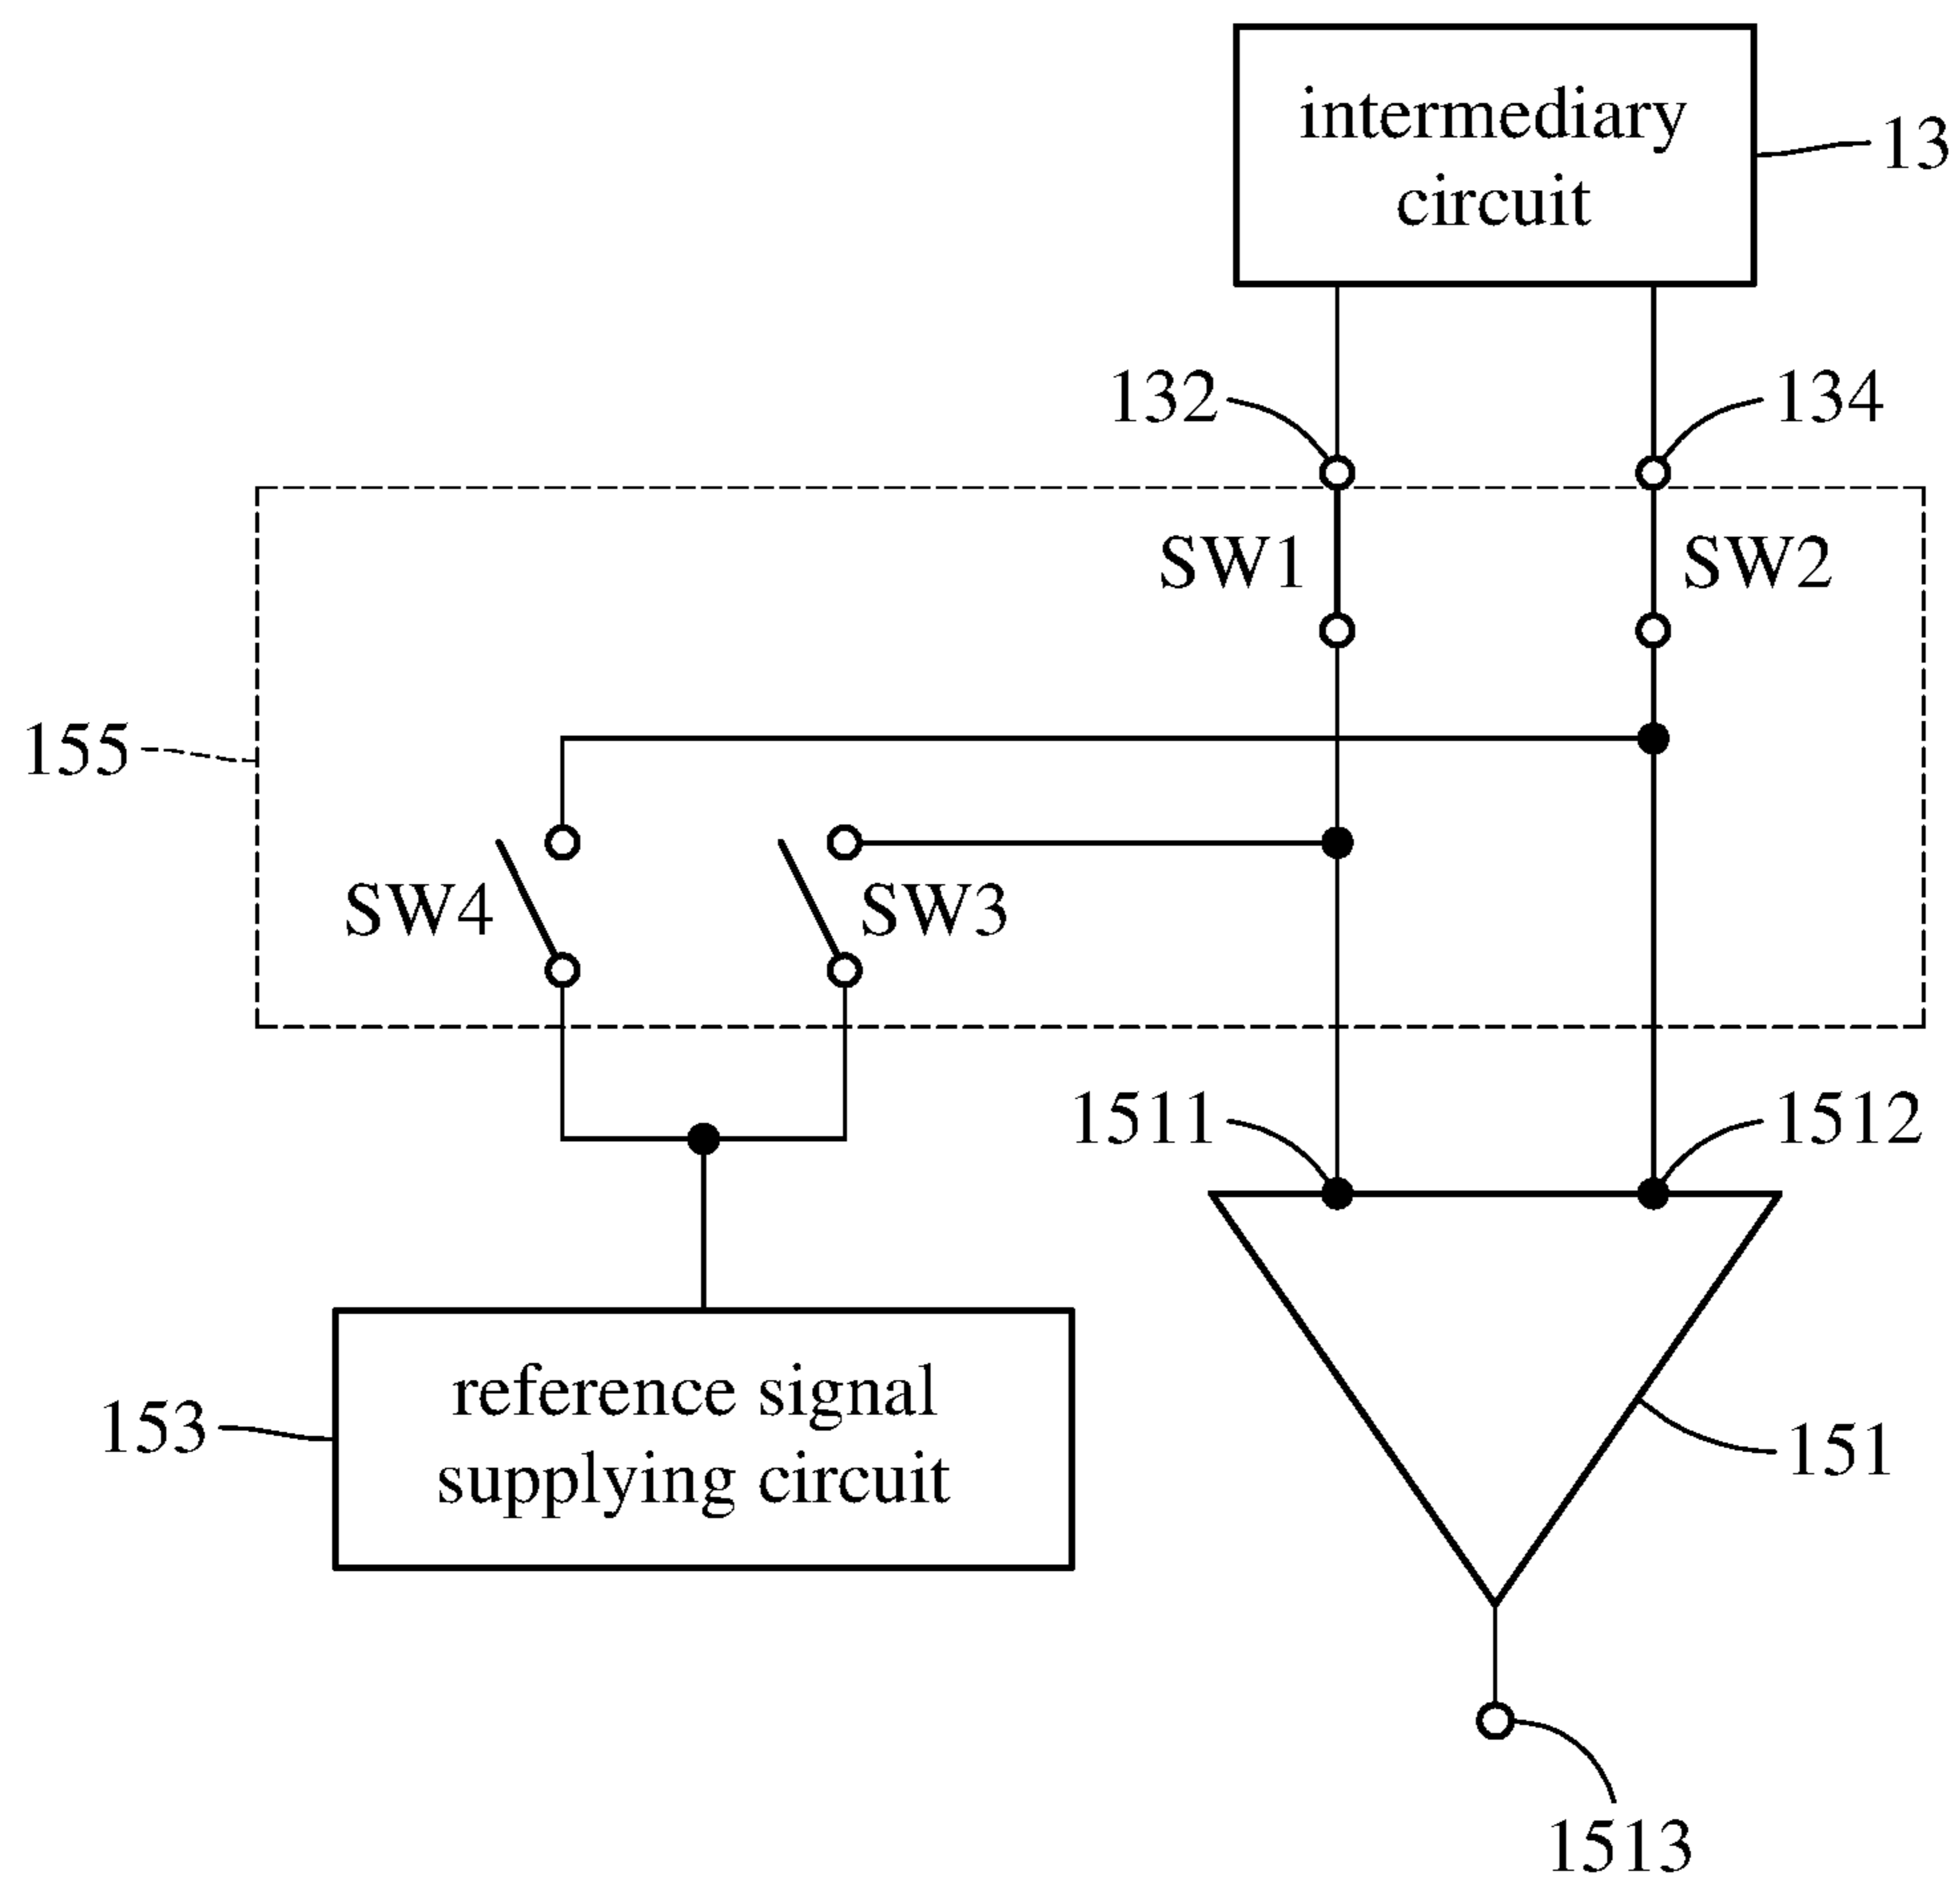 intermediary
circuit
13
132
134
SW1
SW2
155
SW4
SW3
1511
1512
reference signal
supplying circuit
153
151
1513